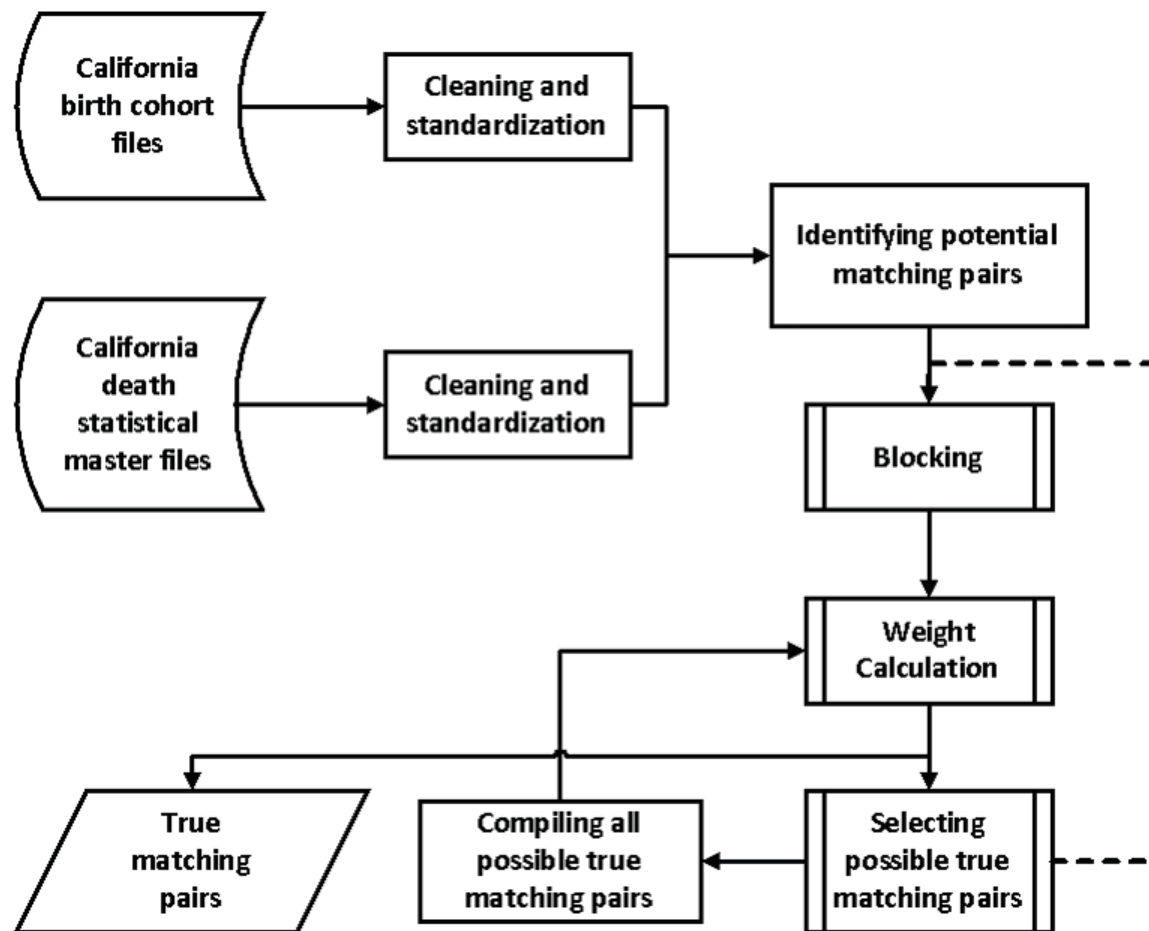 California
birth cohort
files
Cleaning and
standardization
Identifying potential
matching pairs
California
death
statistical
master files
Cleaning and
standardization
Blocking
Weight
Calculation
True
matching
pairs
Compiling all
possible true
matching pairs
Selecting
possible true
matching pairs